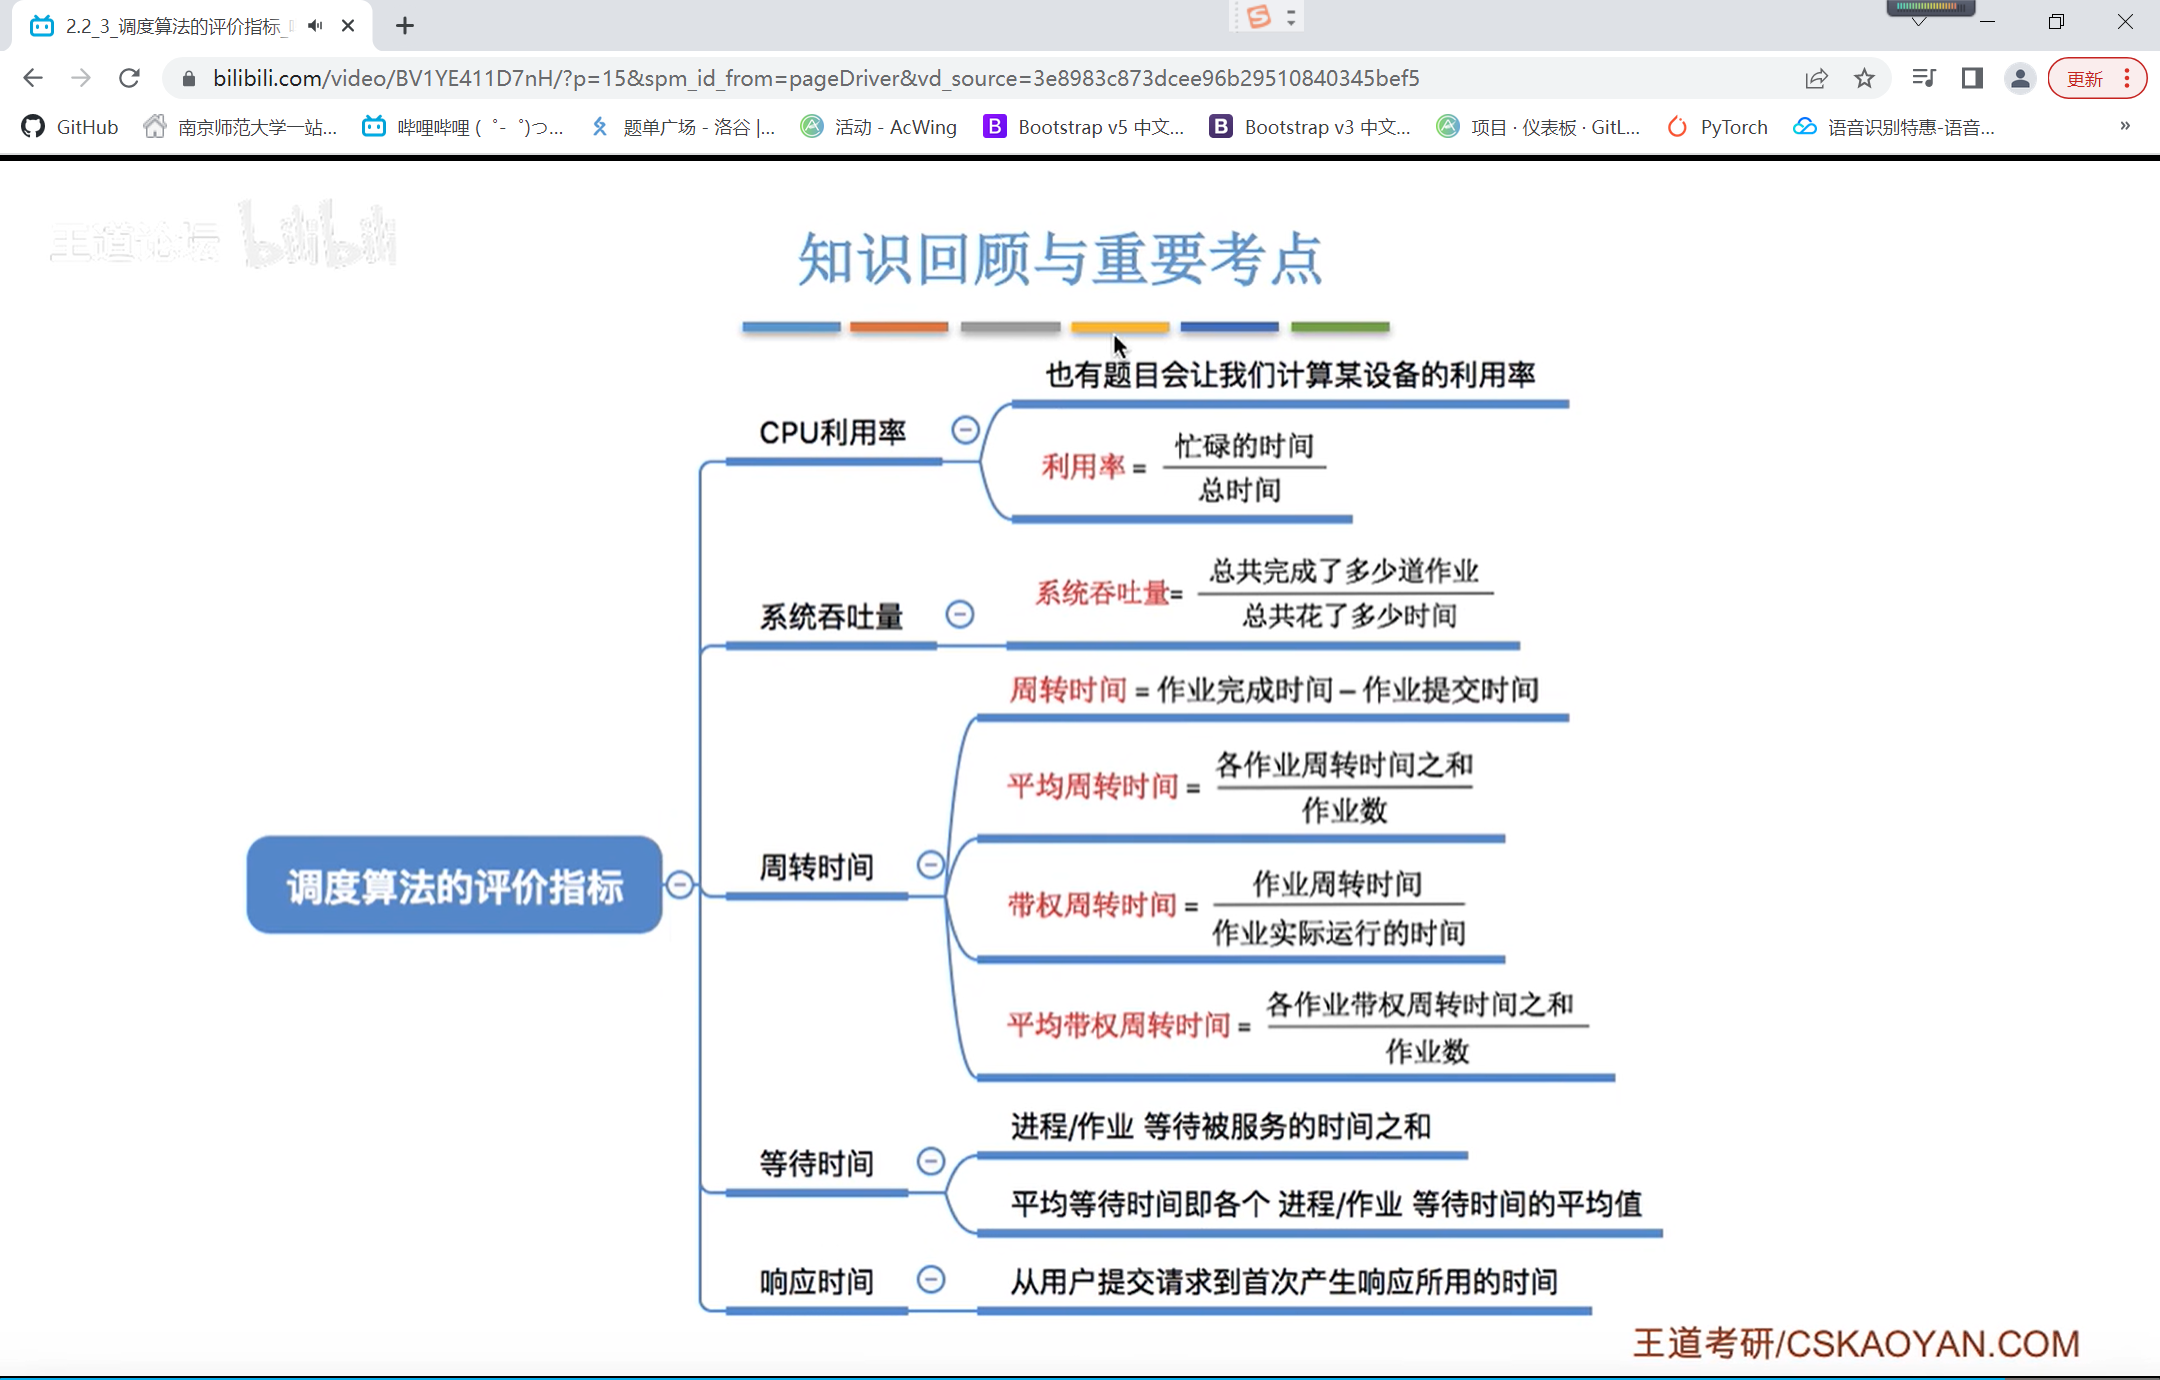 2.2_3_调度算法的评价指标_
bilibili.com/video/BV1YE411D7nH/?p=15&spm_id_from=pageDriver&vd_source=3e8983c873dcee96b29510840345bef5
更新
GitHub 南京师范大学一站... 哔哩哔哩 ( ゜- ゜)つ... 题单广场 - 洛谷 |... 活动 - AcWing Bootstrap v5 中文... Bootstrap v3 中文... 项目 · 仪表板 · GitL... PyTorch 语音识别特惠-语音... »
王道论坛 bilibili
知识回顾与重要考点
调度算法的评价指标
CPU利用率
也有题目会让我们计算某设备的利用率
利用率 = 忙碌的时间
总时间
系统吞吐量
系统吞吐量= 总共完成了多少道作业
总共花了多少时间
周转时间
周转时间 = 作业完成时间 – 作业提交时间
平均周转时间 = 各作业周转时间之和
作业数
带权周转时间 = 作业周转时间
作业实际运行的时间
平均带权周转时间 = 各作业带权周转时间之和
作业数
等待时间
进程/作业 等待被服务的时间之和
平均等待时间即各个 进程/作业 等待时间的平均值
响应时间
从用户提交请求到首次产生响应所用的时间
王道考研/CSKAOYAN.COM